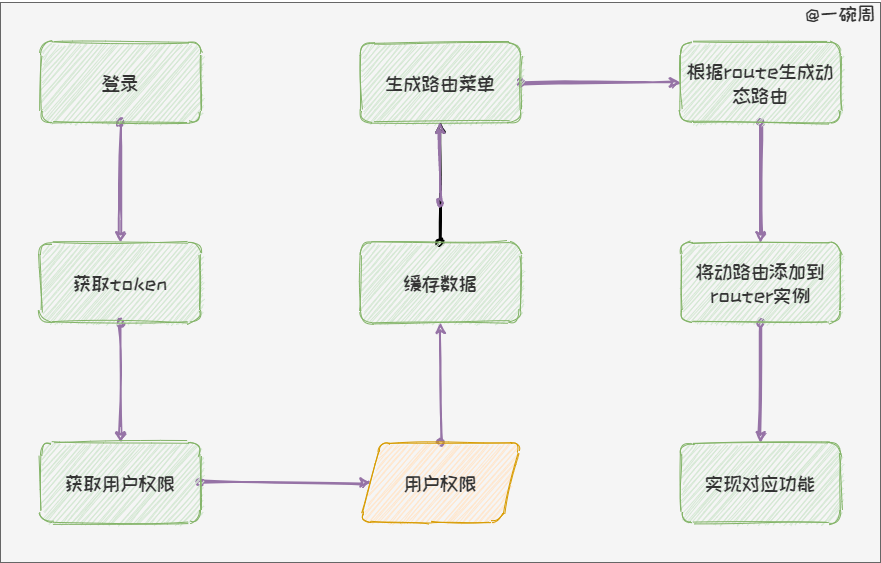 @一碗周
登录
获取token
获取用户权限
用户权限
缓存数据
生成路由菜单
根据route生成动
态路由
将动路由添加到
router实例
实现对应功能